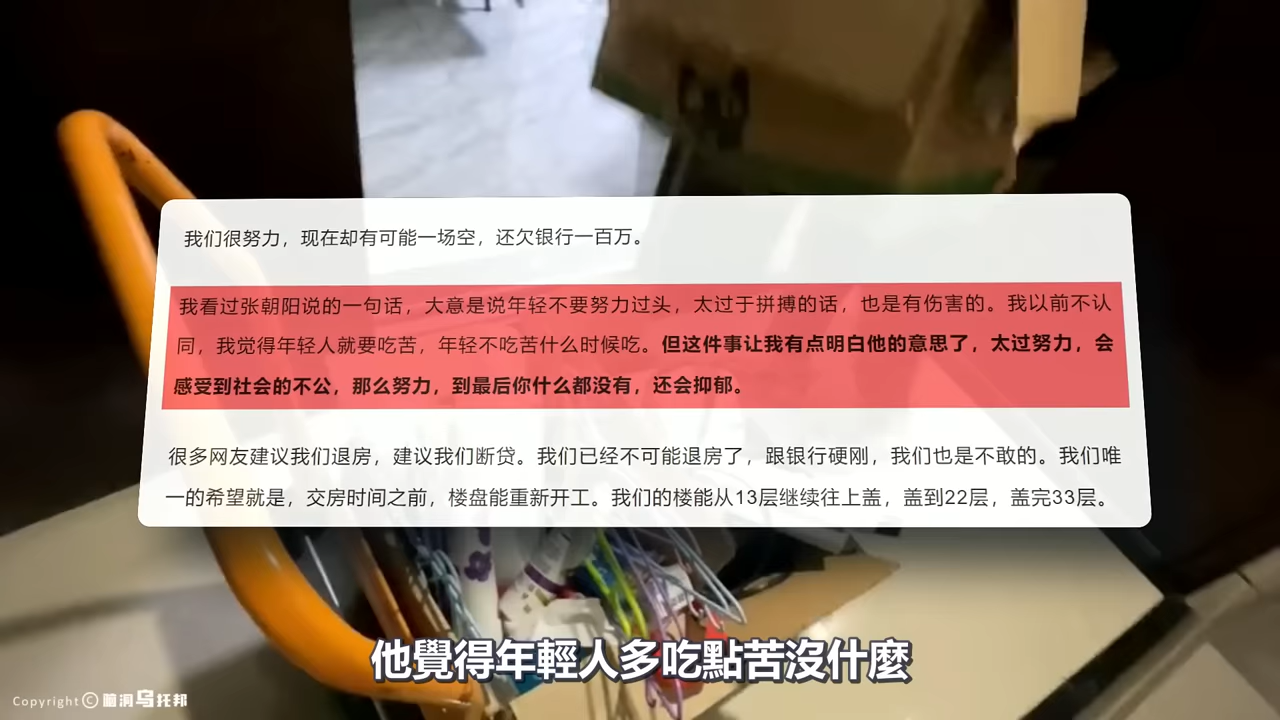 我们很努力，现在却有可能一场空，还欠银行一百万。
我看过张朝阳说的一句话，大意是说年轻不要努力过头，太过于拼搏的话，也是有伤害的。我以前不认
同，我觉得年轻人就要吃苦，年轻不吃苦什么时候吃。但这件事让我有点明白他的意思了，太过努力，会
感受到社会的不公，那么努力，到最后你什么都没有，还会抑郁。
很多网友建议我们退房，建议我们断贷。我们已经不可能退房了，跟银行硬刚，我们也是不敢的。我们唯
一的希望就是，交房时间之前，楼盘能重新开工。我们的楼能从13层继续往上盖，盖到22层，盖完33层。
他覺得年輕人多吃點苦沒什麼
Copyright © 脑洞乌托邦